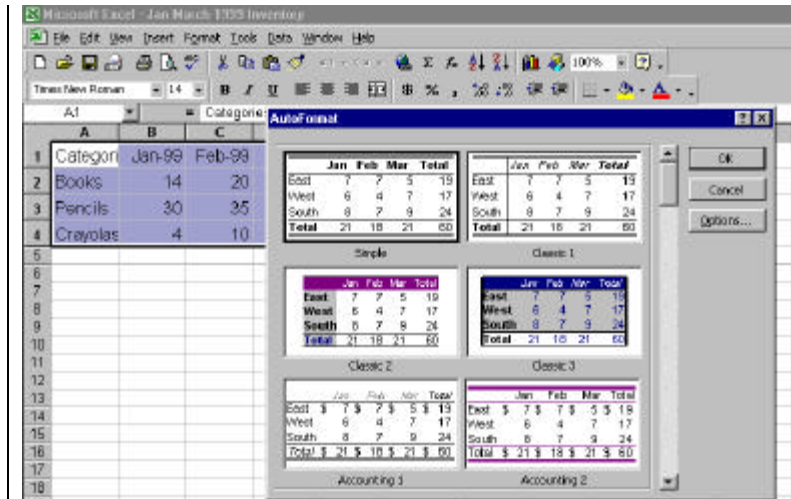 Microsoft Excel - Jan March 1999 Inventory
File Edit View Insert Format Tools Data Window Help
100%
Times New Roman 14 B I U $ % ,
A1 = Categorie
A B C
1 Categori Jan-99 Feb-99
2 Books 14 20
3 Pencils 30 35
4 Crayolas 4 10
5
6
7
8
9
10
11
12
13
14
15
16
17
18
AutoFormat
OK
Cancel
Options...
Jan Feb Mar Total
East 7 7 5 19
West 6 4 7 17
South 8 7 9 24
Total 21 18 21 60
Simple
Jan Feb Mar Total
East 7 7 5 19
West 6 4 7 17
South 8 7 9 24
Total 21 18 21 60
Classic 1
Jan Feb Mar Total
East 7 7 5 19
West 6 4 7 17
South 8 7 9 24
Total 21 18 21 60
Classic 2
Jan Feb Mar Total
East 7 7 5 19
West 6 4 7 17
South 8 7 9 24
Total 21 18 21 60
Classic 3
Jan Feb Mar Total
East $ 7 $ 7 $ 5 $ 19
West 6 4 7 17
South 8 7 9 24
Total $ 21 $ 18 $ 21 $ 60
Accounting 1
Jan Feb Mar Total
East $ 7 $ 7 $ 5 $ 19
West 6 4 7 17
South 8 7 9 24
Total $ 21 $ 18 $ 21 $ 60
Accounting 2